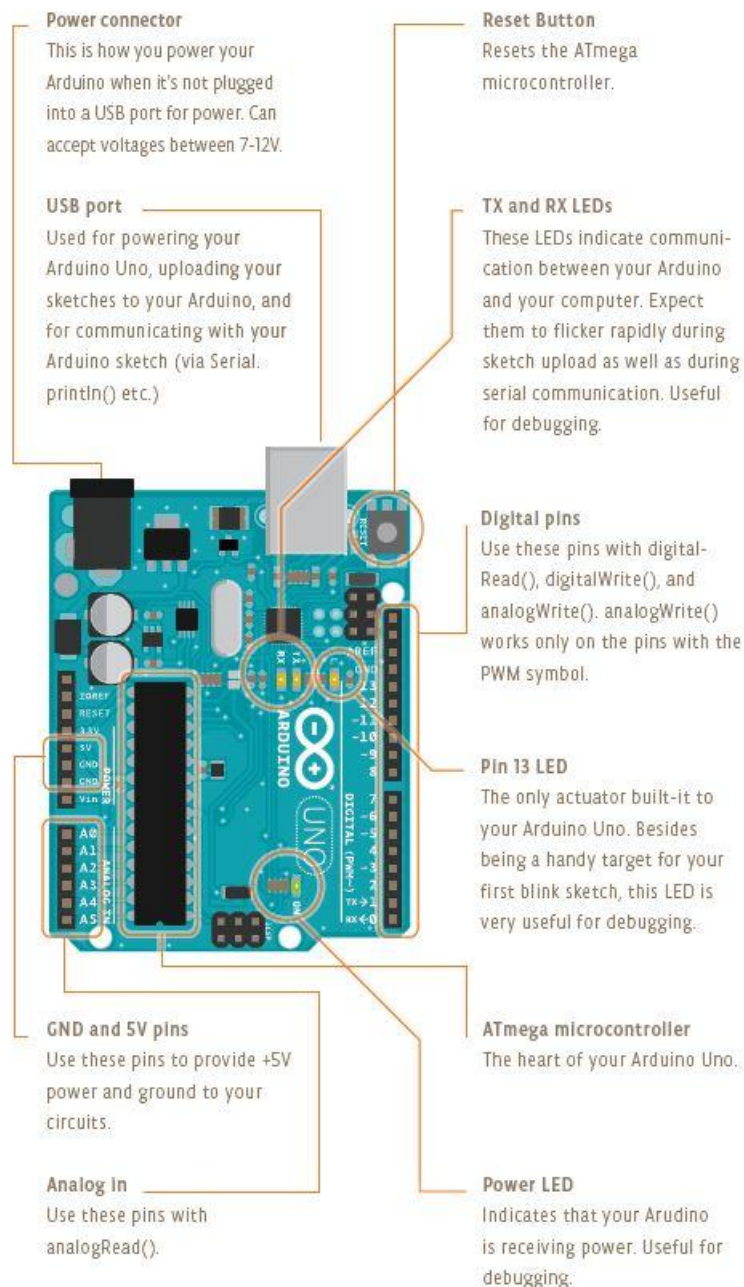 Power connector
This is how you power your
Arduino when it's not plugged
into a USB port for power. Can
accept voltages between 7-12V.
USB port
Used for powering your
Arduino Uno, uploading your
sketches to your Arduino, and
for communicating with your
Arduino sketch (via Serial.
println() etc.)
Reset Button
Resets the ATmega
microcontroller.
TX and RX LEDs
These LEDs indicate communi-
cation between your Arduino
and your computer. Expect
them to flicker rapidly during
sketch upload as well as during
serial communication. Useful
for debugging.
Digital pins
Use these pins with digital-
Read(), digitalWrite(), and
analogWrite(). analogWrite()
works only on the pins with the
PWM symbol.
Pin 13 LED
The only actuator built-it to
your Arduino Uno. Besides
being a handy target for your
first blink sketch, this LED is
very useful for debugging.
RESET
RX
TX
L
AREF
GND
13
12
~11
~10
~9
8
7
~6
~5
4
~3
2
TX→1
RX←0
DIGITAL (PWM~)
ARDUINO
UNO
ON
ICSP
IOREF
RESET
3.3V
5V
GND
GND
Vin
POWER
A0
A1
A2
A3
A4
A5
ANALOG IN
GND and 5V pins
Use these pins to provide +5V
power and ground to your
circuits.
Analog in
Use these pins with
analogRead().
ATmega microcontroller
The heart of your Arduino Uno.
Power LED
Indicates that your Arudino
is receiving power. Useful for
debugging.